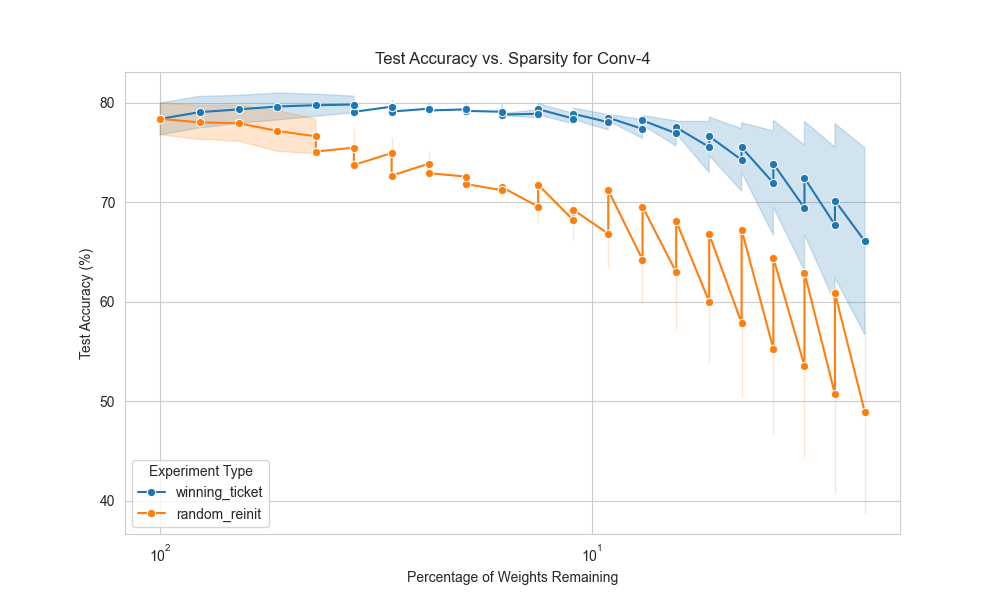 Test Accuracy vs. Sparsity for Conv-4
Test Accuracy (%)
80
70
60
50
40
Experiment Type
winning_ticket
random_reinit
10²
10¹
Percentage of Weights Remaining